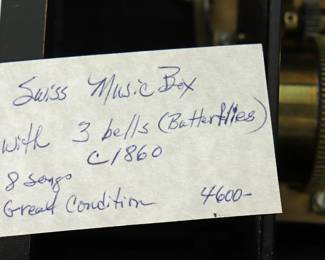 Swiss Music Box
with 3 bells (Butterflies)
C1860
8 songs
Great Condition 4600-